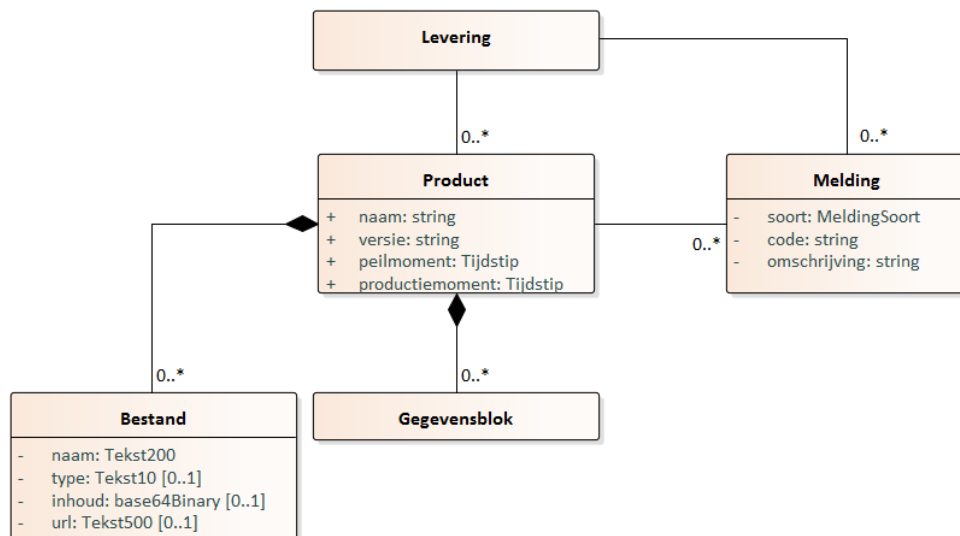 Levering
0..*
0..*
Product
+ naam: string
+ versie: string
+ peilmoment: Tijdstip
+ productiemoment: Tijdstip
0..*
Melding
- soort: MeldingSoort
- code: string
- omschrijving: string
0..*
0..*
Bestand
- naam: Tekst200
- type: Tekst10 [0..1]
- inhoud: base64Binary [0..1]
- url: Tekst500 [0..1]
Gegevensblok